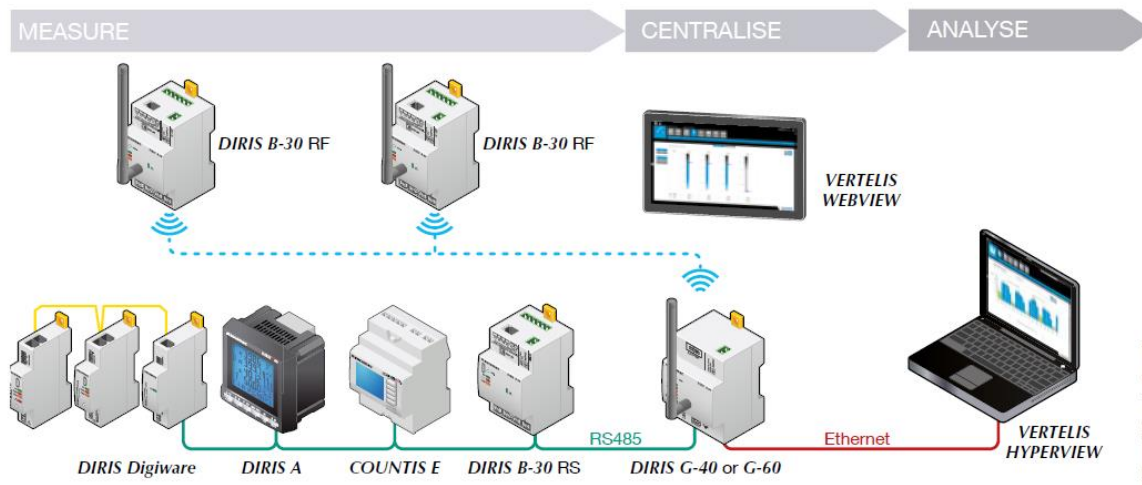 MEASURE
CENTRALISE
ANALYSE
DIRIS B-30 RF
DIRIS B-30 RF
VERTELIS
WEBVIEW
RS485
Ethernet
DIRIS Digiware
DIRIS A
COUNTIS E
DIRIS B-30 RS
DIRIS G-40 or G-60
VERTELIS
HYPERVIEW